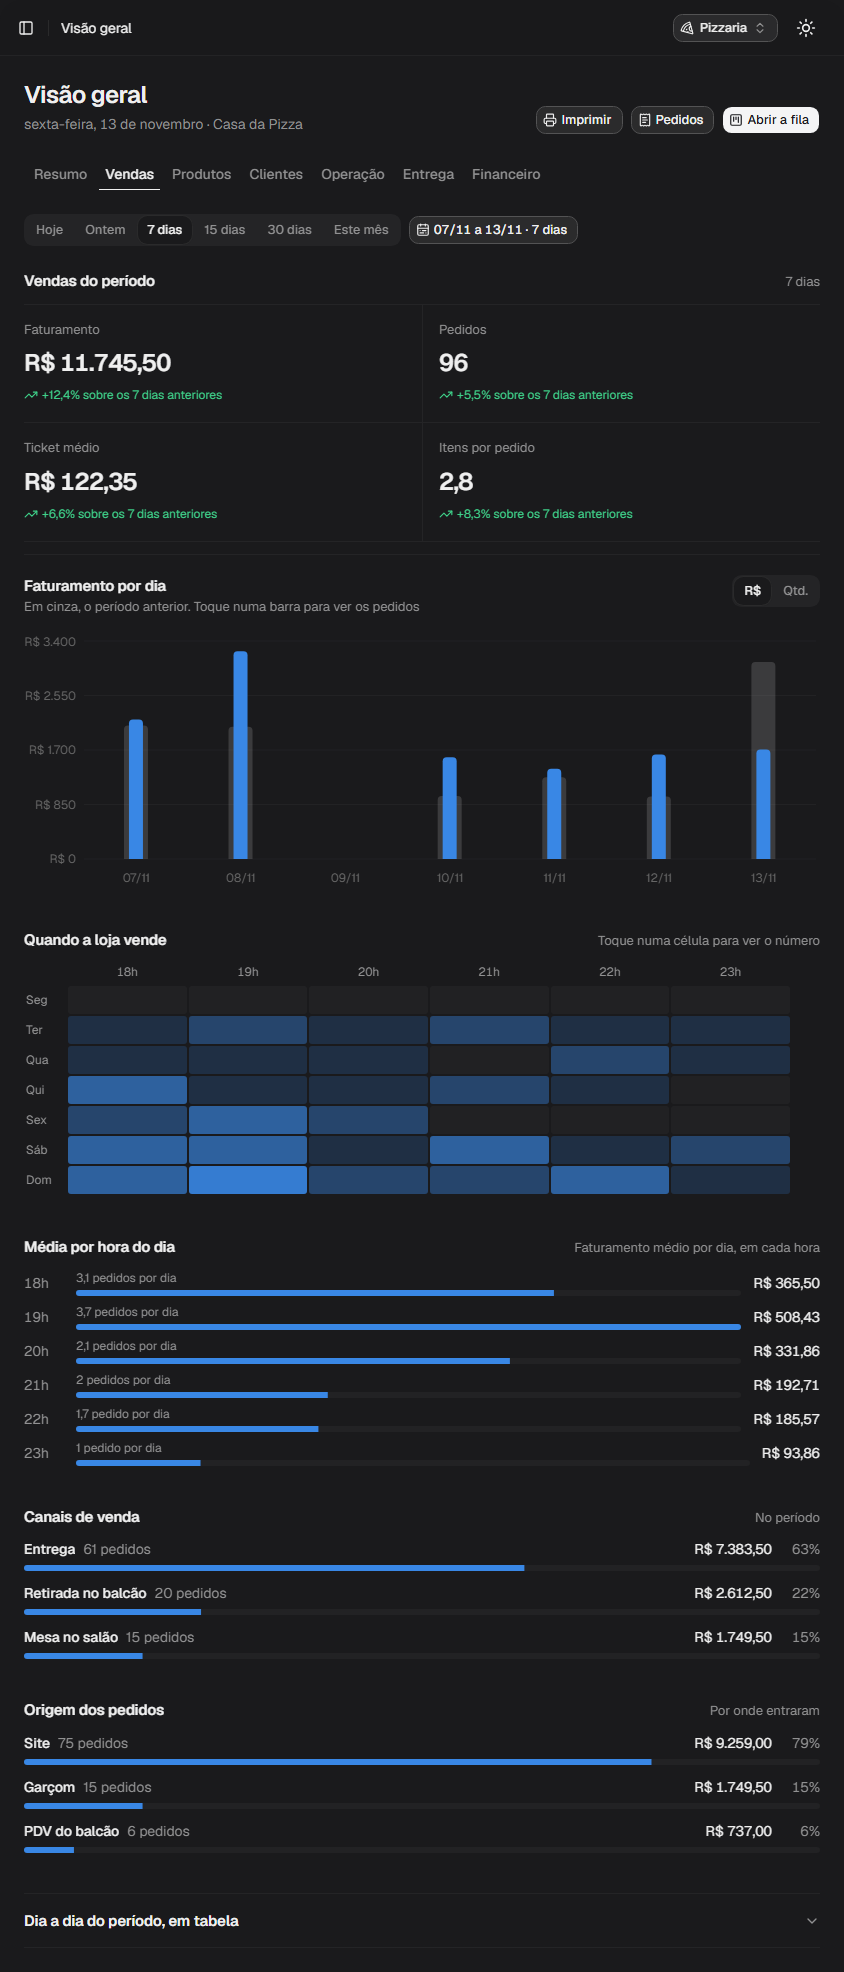 Visão geral
Pizzaria
Visão geral
sexta-feira, 13 de novembro · Casa da Pizza
Imprimir
Pedidos
Abrir a fila
Resumo
Vendas
Produtos
Clientes
Operação
Entrega
Financeiro
Hoje
Ontem
7 dias
15 dias
30 dias
Este mês
07/11 a 13/11 · 7 dias
Vendas do período
7 dias
Faturamento
R$ 11.745,50
+12,4% sobre os 7 dias anteriores
Pedidos
96
+5,5% sobre os 7 dias anteriores
Ticket médio
R$ 122,35
+6,6% sobre os 7 dias anteriores
Itens por pedido
2,8
+8,3% sobre os 7 dias anteriores
Faturamento por dia
Em cinza, o período anterior. Toque numa barra para ver os pedidos
R$
Qtd.
R$ 3.400
R$ 2.550
R$ 1.700
R$ 850
R$ 0
07/11
08/11
09/11
10/11
11/11
12/11
13/11
Quando a loja vende
Toque numa célula para ver o número
18h
19h
20h
21h
22h
23h
Seg
Ter
Qua
Qui
Sex
Sáb
Dom
Média por hora do dia
Faturamento médio por dia, em cada hora
18h
3,1 pedidos por dia
R$ 365,50
19h
3,7 pedidos por dia
R$ 508,43
20h
2,1 pedidos por dia
R$ 331,86
21h
2 pedidos por dia
R$ 192,71
22h
1,7 pedido por dia
R$ 185,57
23h
1 pedido por dia
R$ 93,86
Canais de venda
No período
Entrega 61 pedidos
R$ 7.383,50
63%
Retirada no balcão 20 pedidos
R$ 2.612,50
22%
Mesa no salão 15 pedidos
R$ 1.749,50
15%
Origem dos pedidos
Por onde entraram
Site 75 pedidos
R$ 9.259,00
79%
Garçom 15 pedidos
R$ 1.749,50
15%
PDV do balcão 6 pedidos
R$ 737,00
6%
Dia a dia do período, em tabela